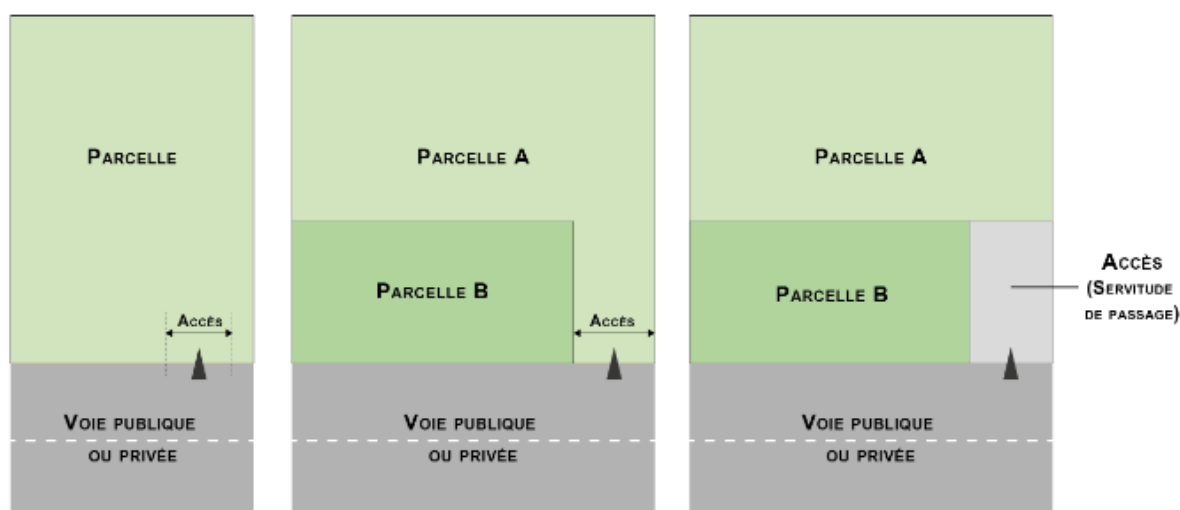 Parcelle
Accès
Voie publique
ou privée
Parcelle A
Parcelle B
Accès
Voie publique
ou privée
Parcelle A
Parcelle B
Accès
(Servitude
de passage)
Voie publique
ou privée